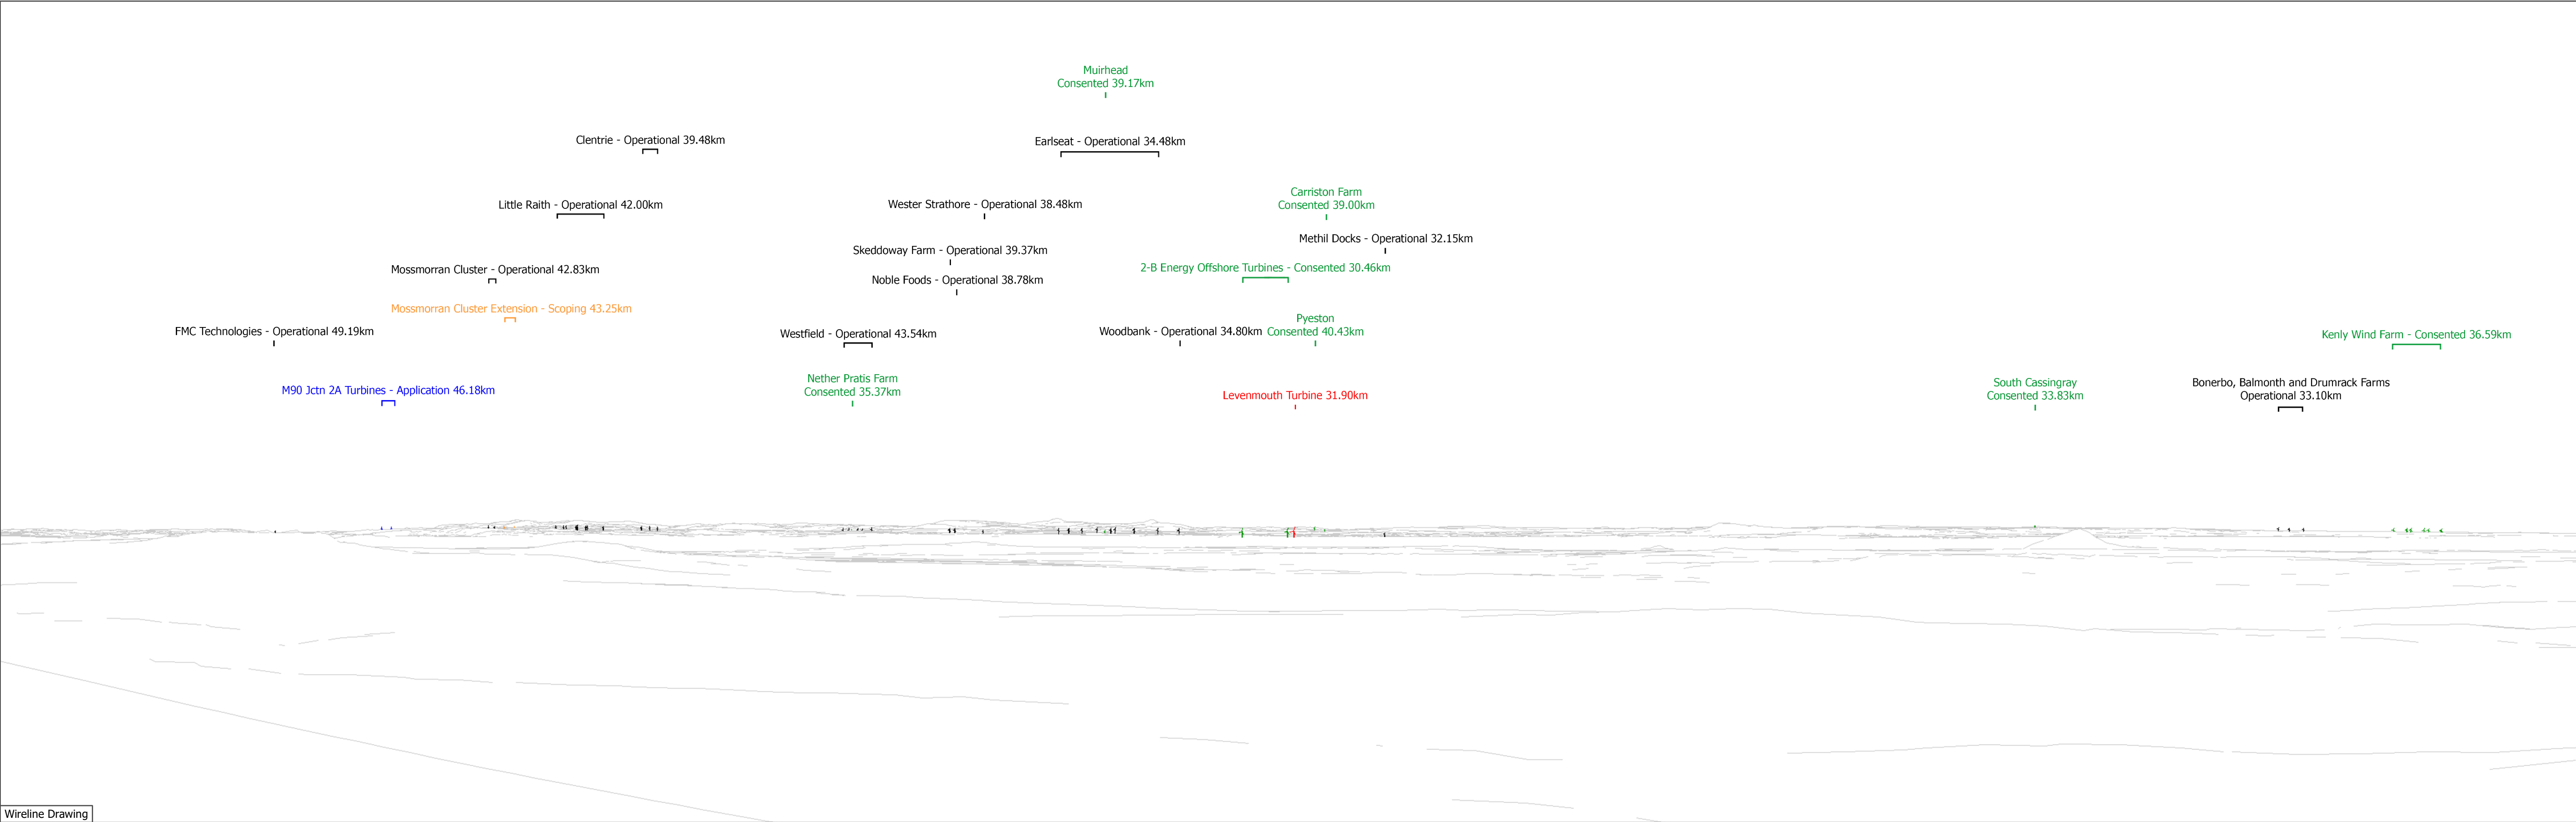 Muirhead
Consented 39.17km
Clentrie - Operational 39.48km
Earlseat - Operational 34.48km
Carriston Farm
Consented 39.00km
Little Raith - Operational 42.00km
Wester Strathore - Operational 38.48km
Methil Docks - Operational 32.15km
Skeddoway Farm - Operational 39.37km
Mossmorran Cluster - Operational 42.83km
2-B Energy Offshore Turbines - Consented 30.46km
Noble Foods - Operational 38.78km
Mossmorran Cluster Extension - Scoping 43.25km
FMC Technologies - Operational 49.19km
Westfield - Operational 43.54km
Woodbank - Operational 34.80km
Pyeston
Consented 40.43km
Kenly Wind Farm - Consented 36.59km
M90 Jctn 2A Turbines - Application 46.18km
Nether Pratis Farm
Consented 35.37km
Levenmouth Turbine 31.90km
South Cassingray
Consented 33.83km
Bonerbo, Balmonth and Drumrack Farms
Operational 33.10km
Wireline Drawing